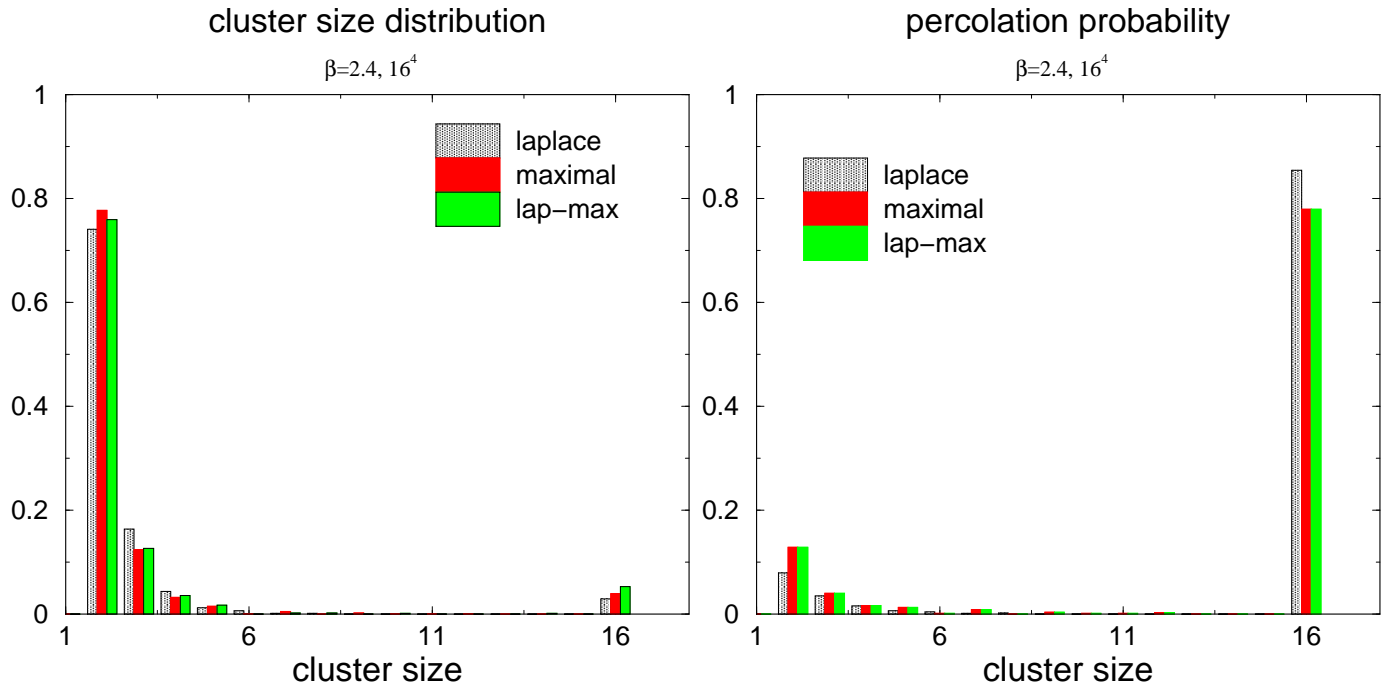 cluster size distribution
β=2.4, 16⁴
1
0.8
0.6
0.4
0.2
0
laplace
maximal
lap−max
1 6 11 16
cluster size
percolation probability
β=2.4, 16⁴
1
0.8
0.6
0.4
0.2
0
laplace
maximal
lap−max
1 6 11 16
cluster size